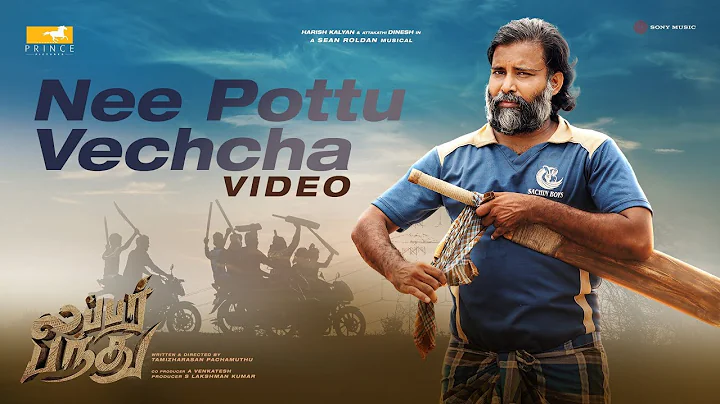 PRINCE
PICTURES
HARISH KALYAN & ATTAKATHI DINESH IN
A SEAN ROLDAN MUSICAL
SONY MUSIC
Nee Pottu
Vechcha
VIDEO
SACHIN BOYS
லப்பர்
பந்து
WRITTEN & DIRECTED BY
TAMIZHARASAN PACHAMUTHU
CO PRODUCER A VENKATESH
PRODUCER S LAKSHMAN KUMAR